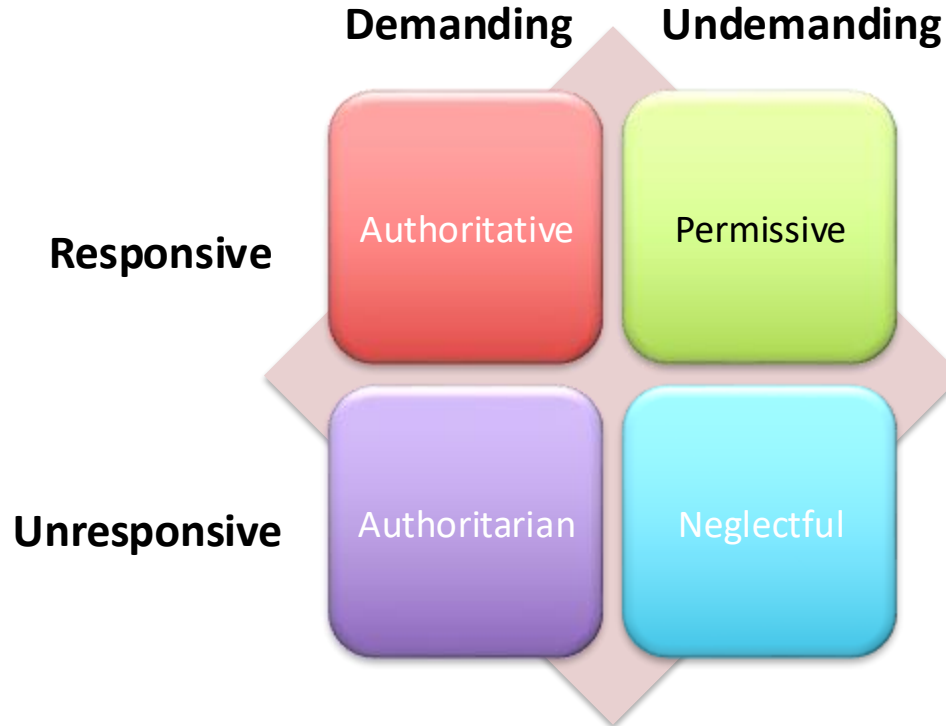 Demanding Undemanding
Responsive
Authoritative Permissive
Unresponsive
Authoritarian Neglectful